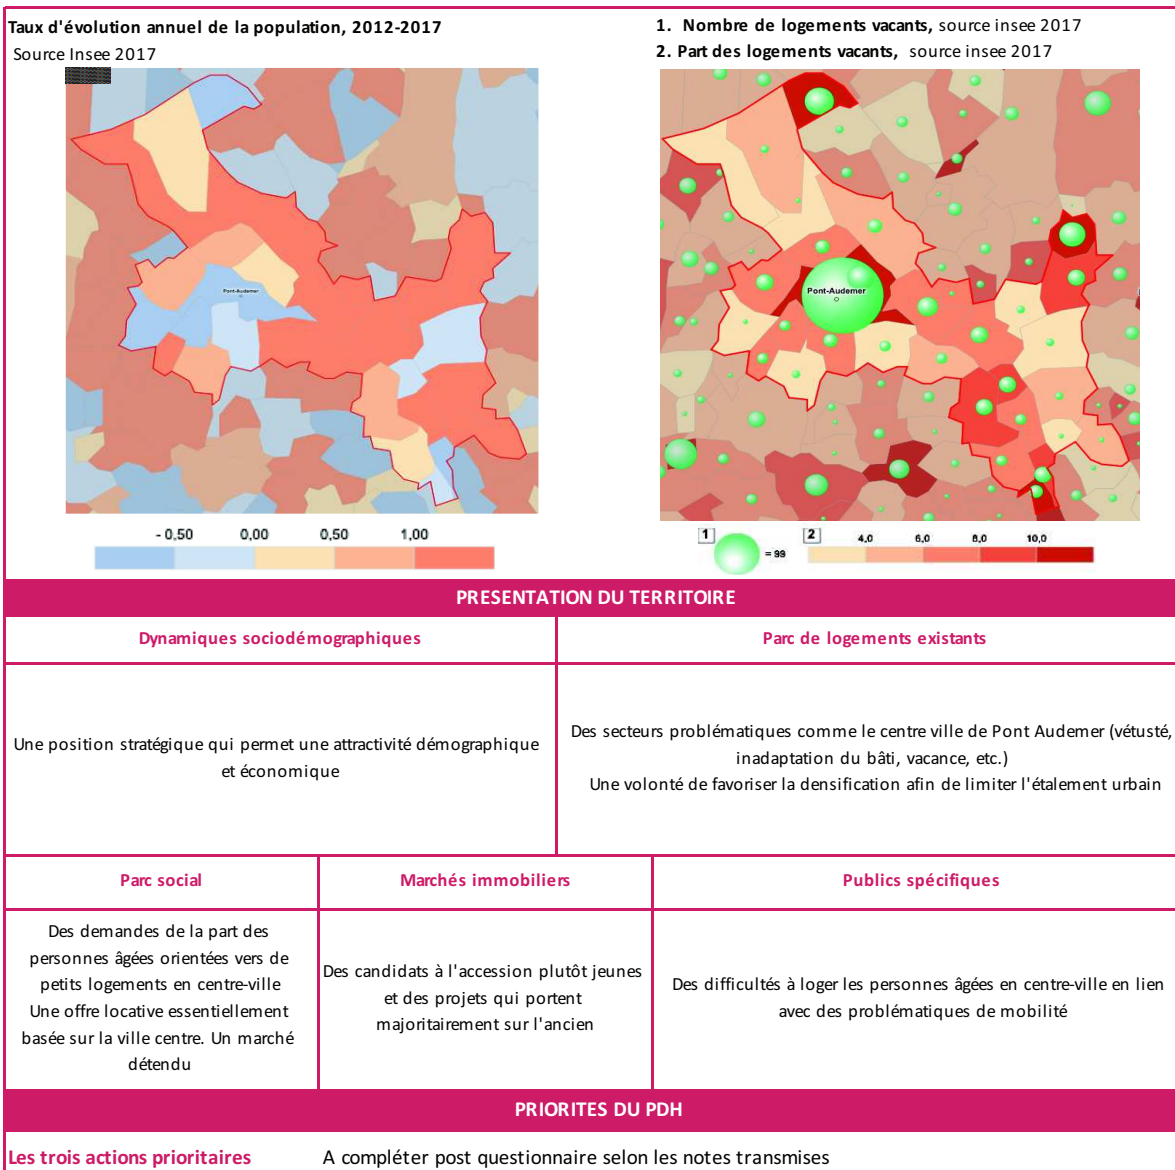 Taux d'évolution annuel de la population, 2012-2017
Source Insee 2017
1. Nombre de logements vacants, source insee 2017
2. Part des logements vacants, source insee 2017
Pont-Audemer
Pont-Audemer
- 0,50 0,00 0,50 1,00
1 = 99 2 4,0 6,0 8,0 10,0
PRESENTATION DU TERRITOIRE
Dynamiques sociodémographiques
Parc de logements existants
Une position stratégique qui permet une attractivité démographique
et économique
Des secteurs problématiques comme le centre ville de Pont Audemer (vétusté,
inadaptation du bâti, vacance, etc.)
Une volonté de favoriser la densification afin de limiter l'étalement urbain
Parc social
Marchés immobiliers
Publics spécifiques
Des demandes de la part des
personnes âgées orientées vers de
petits logements en centre-ville
Une offre locative essentiellement
basée sur la ville centre. Un marché
détendu
Des candidats à l'accession plutôt jeunes
et des projets qui portent
majoritairement sur l'ancien
Des difficultés à loger les personnes âgées en centre-ville en lien
avec des problématiques de mobilité
PRIORITES DU PDH
Les trois actions prioritaires
A compléter post questionnaire selon les notes transmises